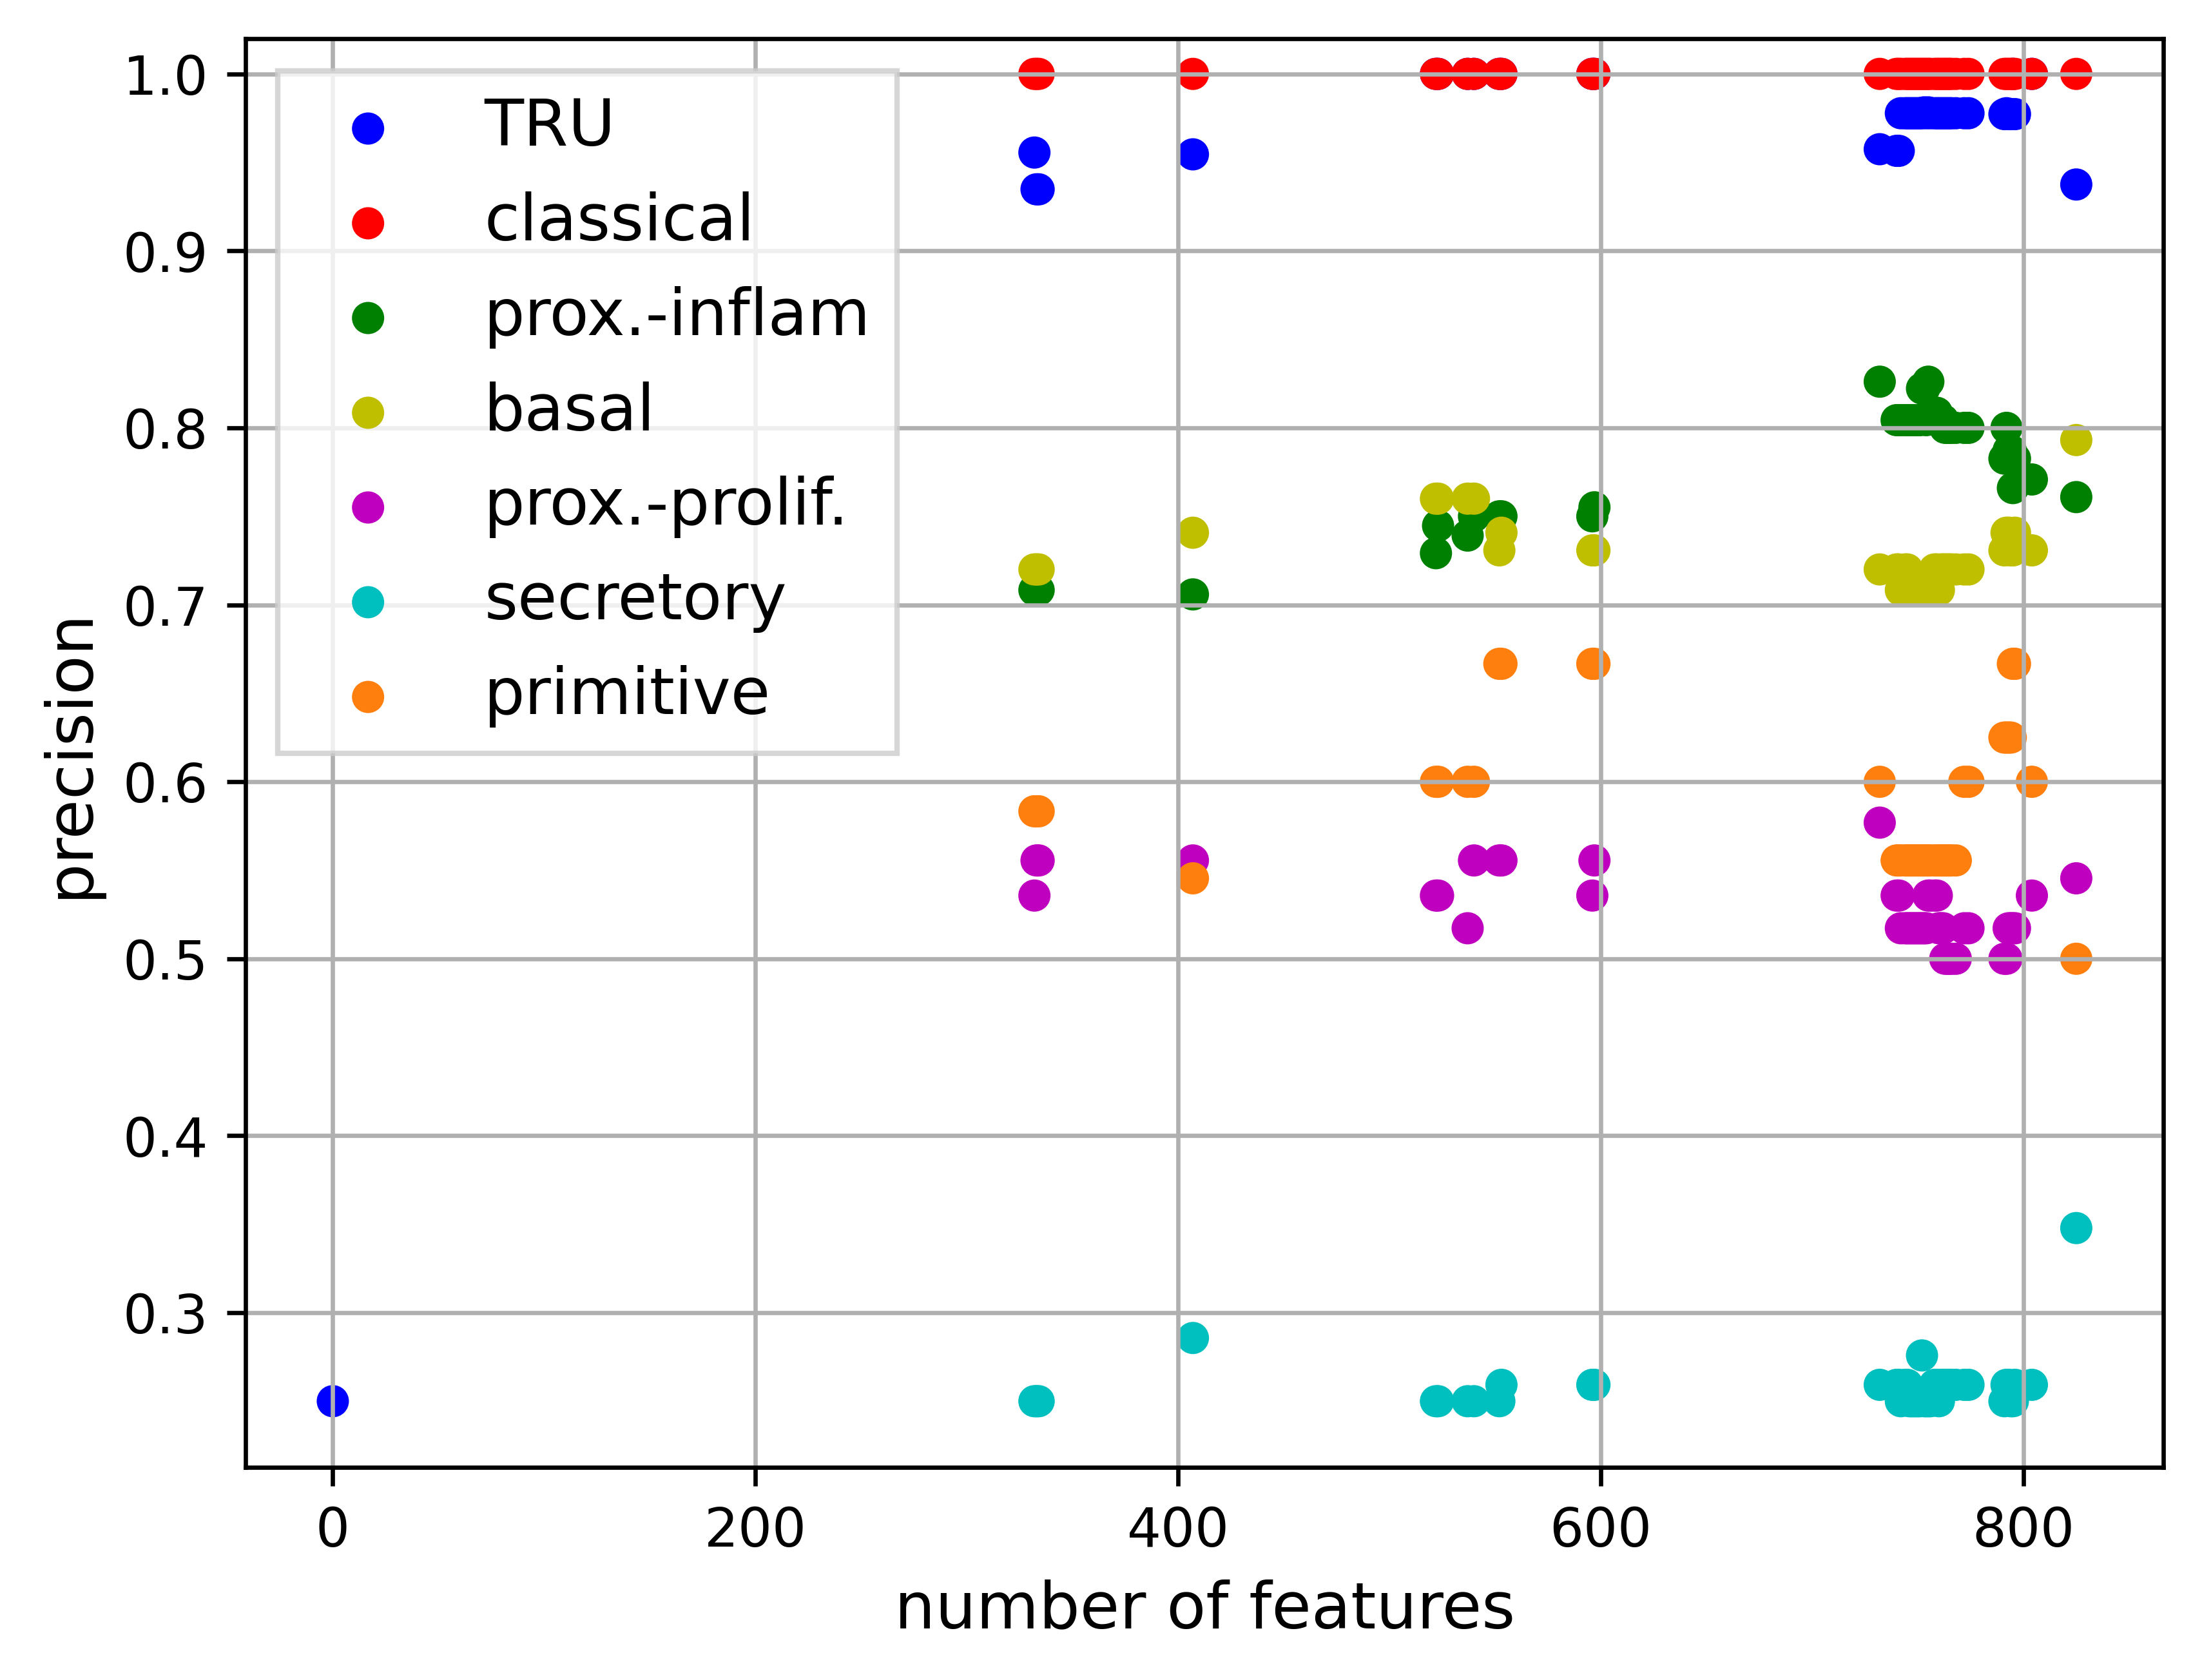 1.0
0.9
0.8
0.7
0.6
0.5
0.4
0.3
precision
TRU
classical
prox.-inflam
basal
prox.-prolif.
secretory
primitive
0 200 400 600 800
number of features